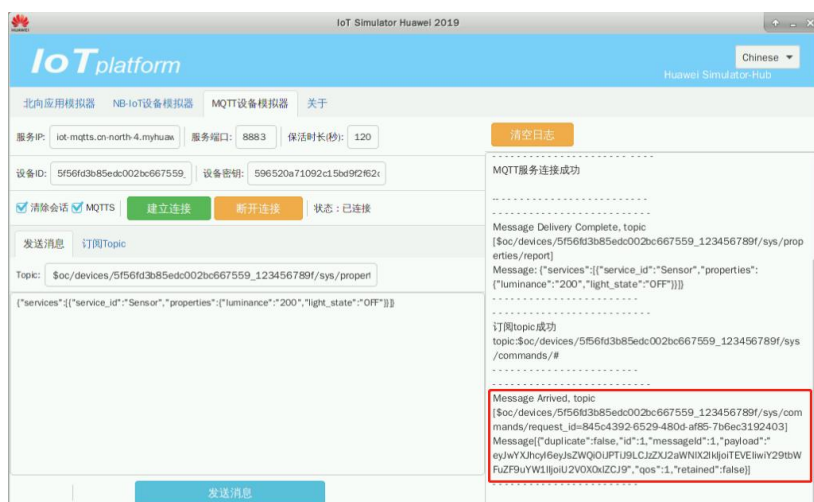 HUAWEI
IoT Simulator Huawei 2019
IoTplatform
Chinese
Huawei Simulator-Hub
北向应用模拟器 NB-IoT设备模拟器 MQTT设备模拟器 关于
服务IP: iot-mqtts.cn-north-4.myhuaw 服务端口: 8883 保活时长(秒): 120
设备ID: 5f56fd3b85edc002bc667559_ 设备密钥: 596520a71092c15bd9f2f62c
清除会话 MQTTS 建立连接 断开连接 状态：已连接
发送消息 订阅Topic
Topic: $oc/devices/5f56fd3b85edc002bc667559_123456789f/sys/propert
{"services":[{"service_id":"Sensor","properties":{"luminance":"200","light_state":"OFF"}}]}
发送消息
清空日志
- - - - - - - - - - - - - - - - - - - - - - - -
MQTT服务连接成功
- - - - - - - - - - - - - - - - - - - - - - - -
- - - - - - - - - - - - - - - - - - - - - - - -
Message Delivery Complete, topic
[$oc/devices/5f56fd3b85edc002bc667559_123456789f/sys/prop
erties/report]
Message: {"services":[{"service_id":"Sensor","properties":
{"luminance":"200","light_state":"OFF"}}]}
- - - - - - - - - - - - - - - - - - - - - -
- - - - - - - - - - - - - - - - - - - - - - - -
订阅topic成功
topic:$oc/devices/5f56fd3b85edc002bc667559_123456789f/sys
/commands/#
- - - - - - - - - - - - - - - - - - - - - -
- - - - - - - - - - - - - - - - - - - - - - - -
Message Arrived, topic
[$oc/devices/5f56fd3b85edc002bc667559_123456789f/sys/com
mands/request_id=845c4392-6529-480d-af85-7b6ec3192403]
Message[{"duplicate":false,"id":1,"messageId":1,"payload":"
eyJwYXJhcyI6eyJsZWQiOiJPTiJ9LCJzZXJ2aWNlX2lkIjoiTEVEIiwiY29tbW
FuZF9uYW1lIjoiU2V0X0xlZCJ9","qos":1,"retained":false}]